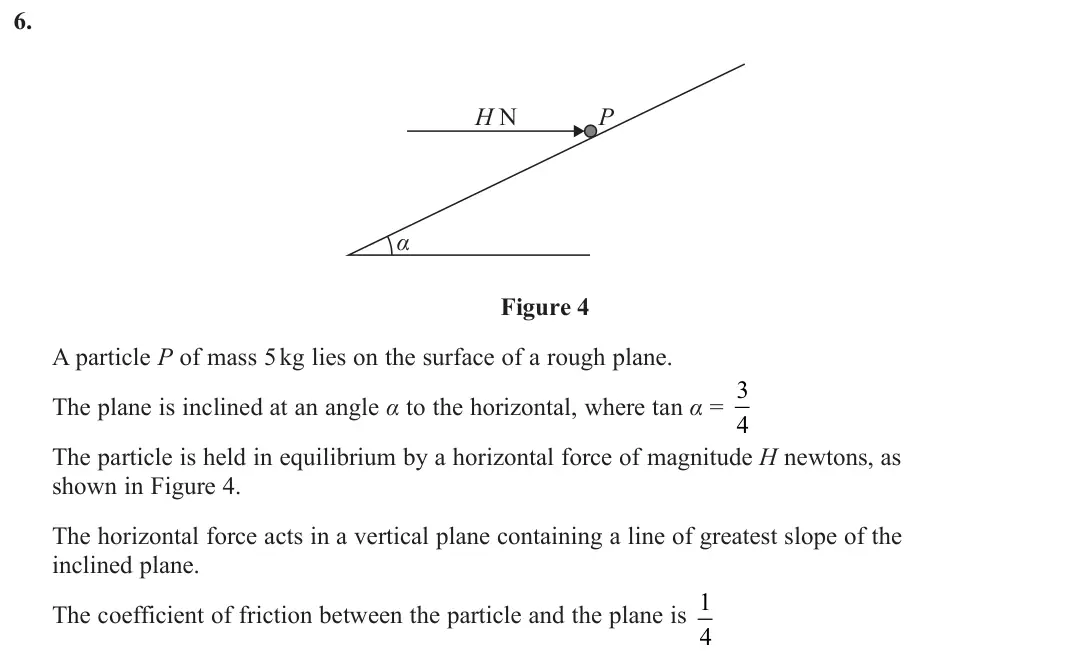 6.
H N
P
α
Figure 4
A particle P of mass 5 kg lies on the surface of a rough plane.
The plane is inclined at an angle α to the horizontal, where tan α = 3/4
The particle is held in equilibrium by a horizontal force of magnitude H newtons, as
shown in Figure 4.
The horizontal force acts in a vertical plane containing a line of greatest slope of the
inclined plane.
The coefficient of friction between the particle and the plane is 1/4